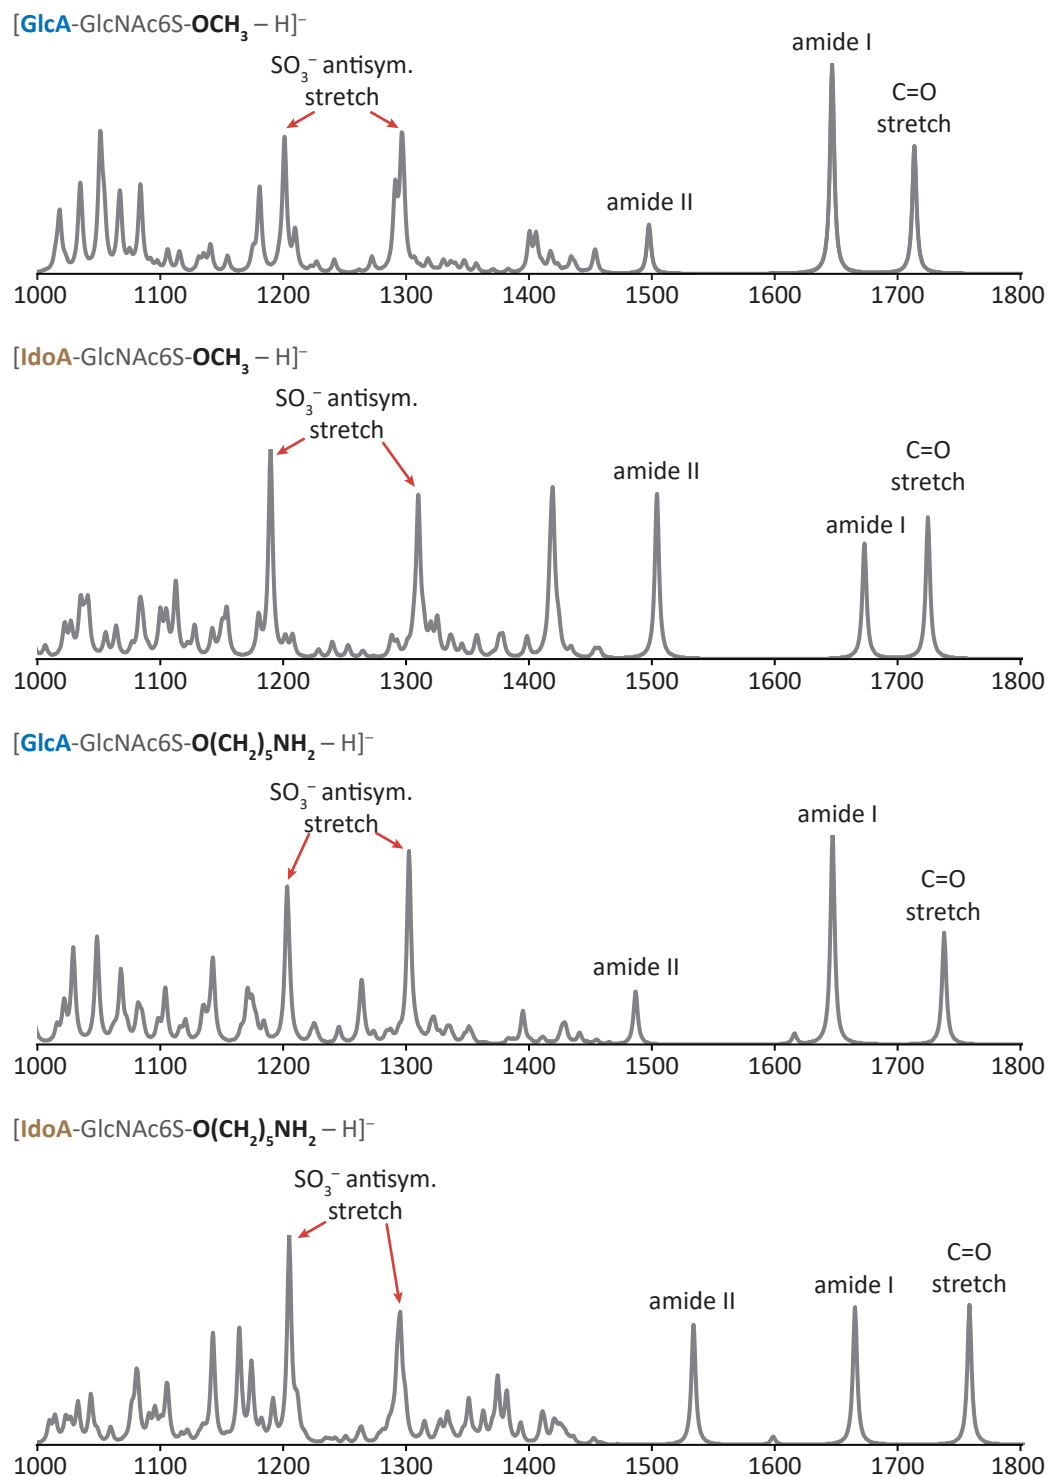 [GlcA-GlcNAc6S-OCH₃ – H]⁻
amide I
SO₃⁻ antisym.
stretch
C=O
stretch
amide II
1000 1100 1200 1300 1400 1500 1600 1700 1800
[IdoA-GlcNAc6S-OCH₃ – H]⁻
SO₃⁻ antisym.
stretch
C=O
stretch
amide II
amide I
1000 1100 1200 1300 1400 1500 1600 1700 1800
[GlcA-GlcNAc6S-O(CH₂)₅NH₂ – H]⁻
SO₃⁻ antisym.
stretch
amide I
C=O
stretch
amide II
1000 1100 1200 1300 1400 1500 1600 1700 1800
[IdoA-GlcNAc6S-O(CH₂)₅NH₂ – H]⁻
SO₃⁻ antisym.
stretch
C=O
stretch
amide II
amide I
1000 1100 1200 1300 1400 1500 1600 1700 1800